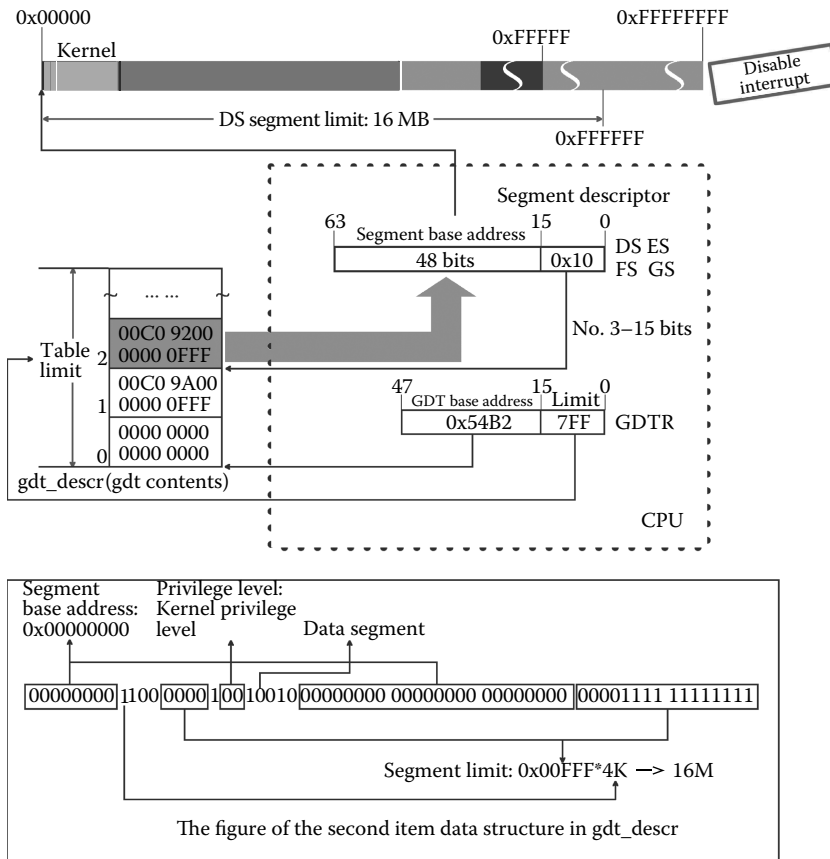 0x00000
0xFFFFFFFF
Kernel
0xFFFFF
Disable
interrupt
DS segment limit: 16 MB
0xFFFFFF
Segment descriptor
63 15 0
Segment base address
DS ES
48 bits 0x10
FS GS
~ ... ... ~
No. 3–15 bits
00C0 9200
0000 0FFF
2
Table
limit
00C0 9A00
0000 0FFF
1
0000 0000
0000 0000
0
47 15 0
GDT base address Limit
0x54B2 7FF GDTR
gdt_descr(gdt contents)
CPU
Segment
base address:
0x00000000
Privilege level:
Kernel privilege
level
Data segment
00000000 1100 0000 1 00 10010 00000000 00000000 00000000 00001111 11111111
Segment limit: 0x00FFF*4K —> 16M
The figure of the second item data structure in gdt_descr